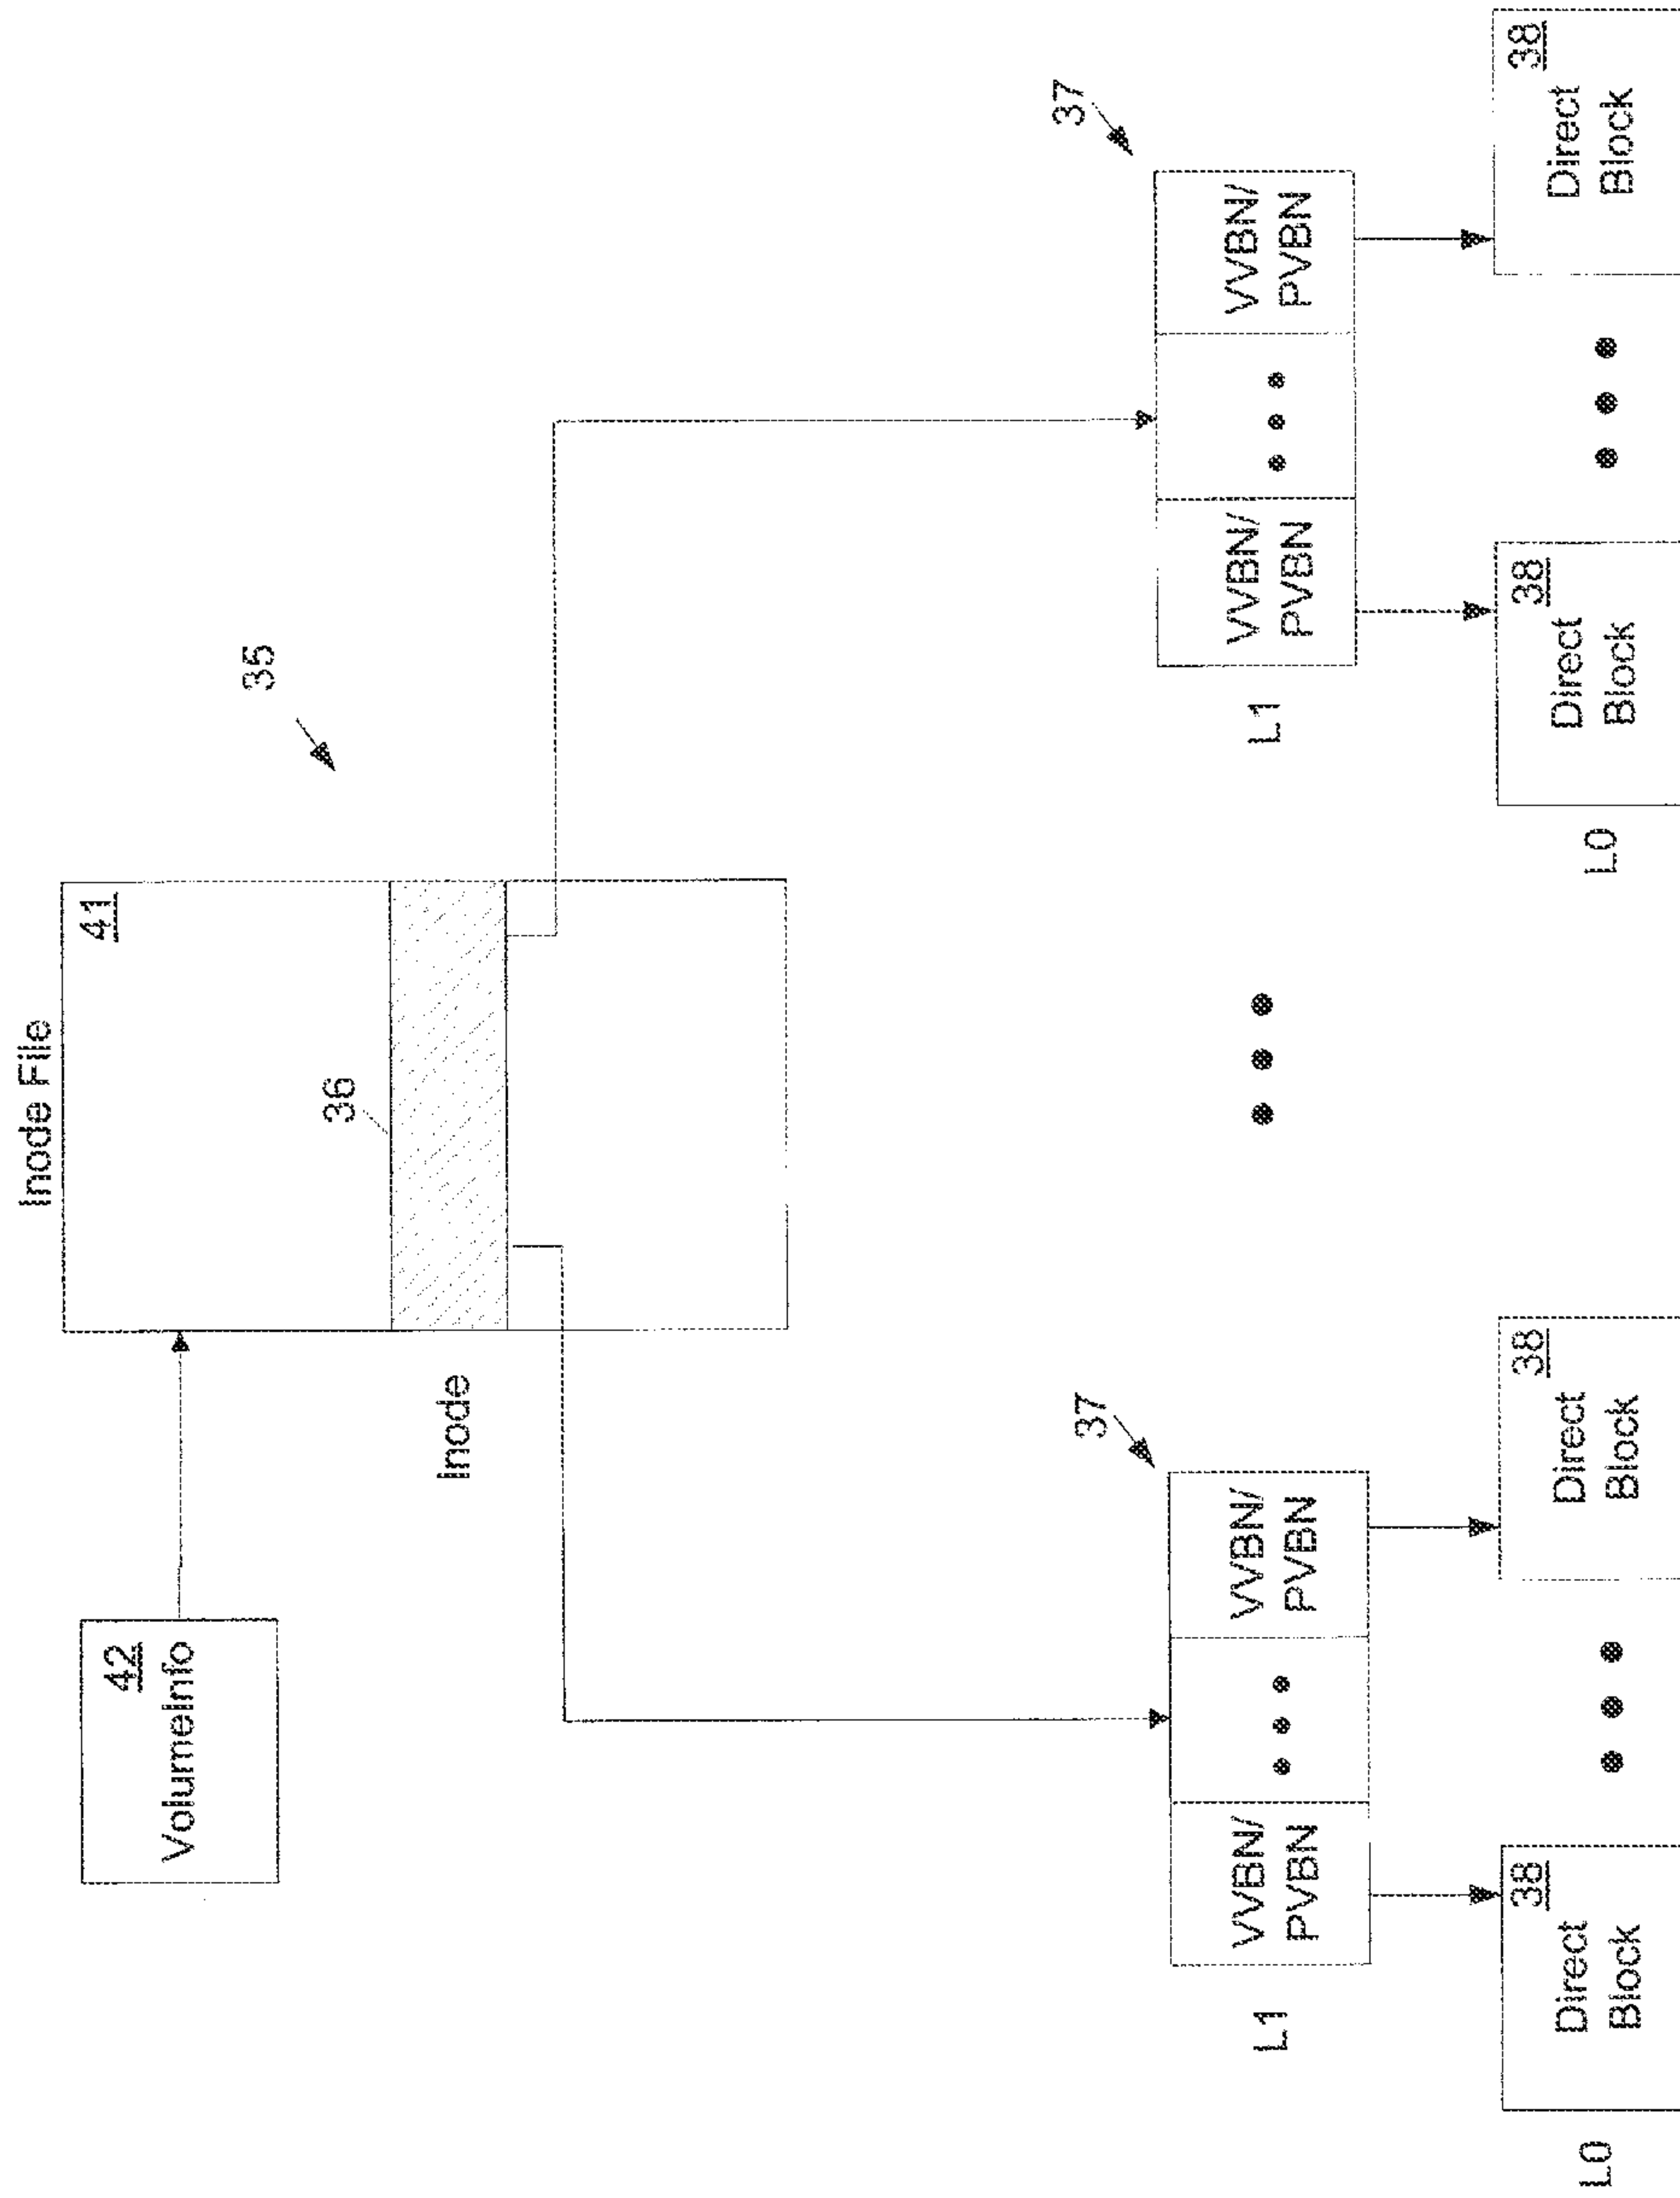 Inode File
41
42
VolumeInfo
35
36
Inode
37
37
L1
VVBN/
PVBN
VVBN/
PVBN
L1
VVBN/
PVBN
VVBN/
PVBN
L0
38
Direct
Block
38
Direct
Block
L0
38
Direct
Block
38
Direct
Block